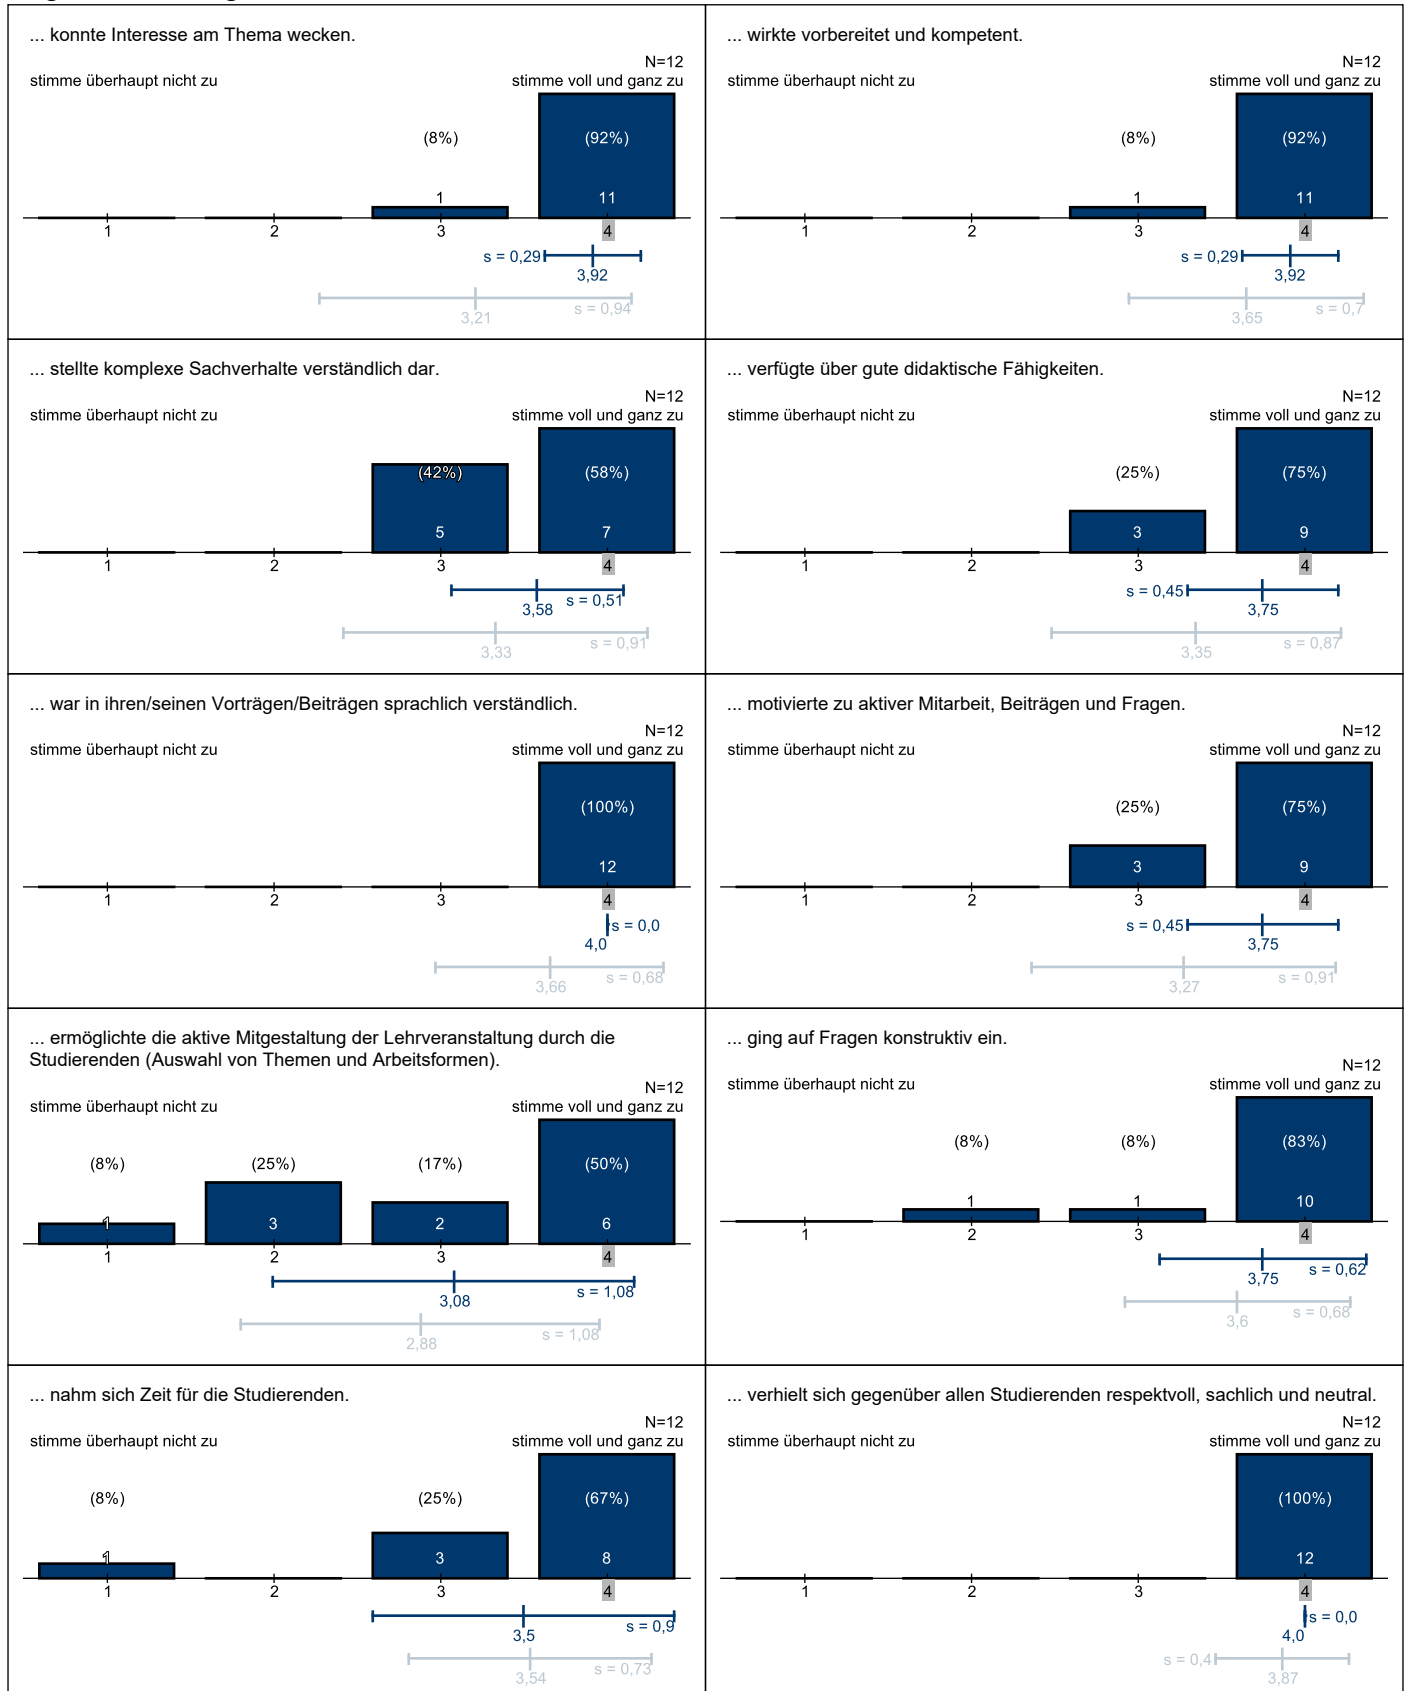 ... konnte Interesse am Thema wecken.
N=12
stimme überhaupt nicht zu stimme voll und ganz zu
(8%) (92%)
1 11
1 2 3 4
s = 0,29
3,92
s = 0,94
3,21
... wirkte vorbereitet und kompetent.
N=12
stimme überhaupt nicht zu stimme voll und ganz zu
(8%) (92%)
1 11
1 2 3 4
s = 0,29
3,92
s = 0,7
3,65
... stellte komplexe Sachverhalte verständlich dar.
N=12
stimme überhaupt nicht zu stimme voll und ganz zu
(42%) (58%)
5 7
1 2 3 4
s = 0,51
3,58
s = 0,91
3,33
... verfügte über gute didaktische Fähigkeiten.
N=12
stimme überhaupt nicht zu stimme voll und ganz zu
(25%) (75%)
3 9
1 2 3 4
s = 0,45
3,75
s = 0,87
3,35
... war in ihren/seinen Vorträgen/Beiträgen sprachlich verständlich.
N=12
stimme überhaupt nicht zu stimme voll und ganz zu
(100%)
12
1 2 3 4
s = 0,0
4,0
s = 0,68
3,66
... motivierte zu aktiver Mitarbeit, Beiträgen und Fragen.
N=12
stimme überhaupt nicht zu stimme voll und ganz zu
(25%) (75%)
3 9
1 2 3 4
s = 0,45
3,75
s = 0,91
3,27
... ermöglichte die aktive Mitgestaltung der Lehrveranstaltung durch die
Studierenden (Auswahl von Themen und Arbeitsformen).
N=12
stimme überhaupt nicht zu stimme voll und ganz zu
(8%) (25%) (17%) (50%)
1 3 2 6
1 2 3 4
s = 1,08
3,08
s = 1,08
2,88
... ging auf Fragen konstruktiv ein.
N=12
stimme überhaupt nicht zu stimme voll und ganz zu
(8%) (8%) (83%)
1 1 10
1 2 3 4
s = 0,62
3,75
s = 0,68
3,6
... nahm sich Zeit für die Studierenden.
N=12
stimme überhaupt nicht zu stimme voll und ganz zu
(8%) (25%) (67%)
1 3 8
1 2 3 4
s = 0,9
3,5
s = 0,73
3,54
... verhielt sich gegenüber allen Studierenden respektvoll, sachlich und neutral.
N=12
stimme überhaupt nicht zu stimme voll und ganz zu
(100%)
12
1 2 3 4
s = 0,0
4,0
s = 0,4
3,87